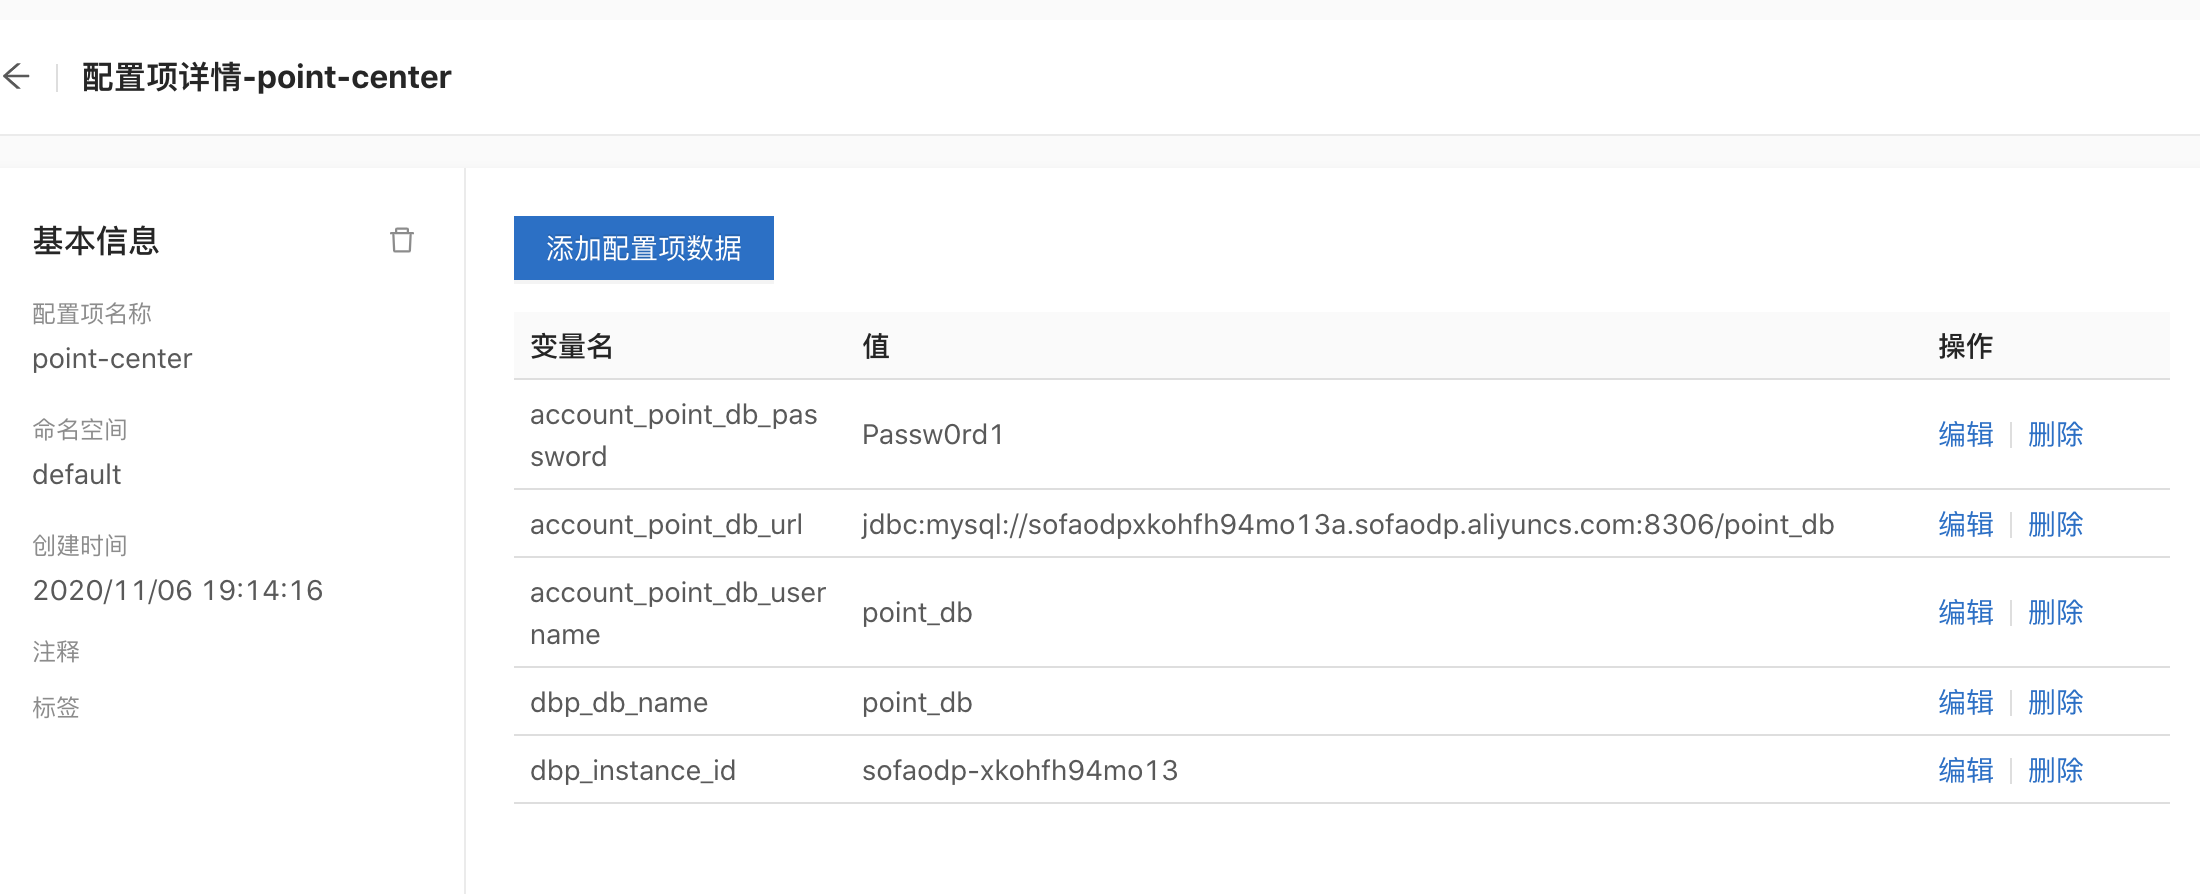 配置项详情-point-center
基本信息
配置项名称
point-center
命名空间
default
创建时间
2020/11/06 19:14:16
注释
标签
添加配置项数据
变量名 值 操作
account_point_db_pas
sword
Passw0rd1 编辑 删除
account_point_db_url jdbc:mysql://sofaodpxkohfh94mo13a.sofaodp.aliyuncs.com:8306/point_db 编辑 删除
account_point_db_user
name
point_db 编辑 删除
dbp_db_name point_db 编辑 删除
dbp_instance_id sofaodp-xkohfh94mo13 编辑 删除